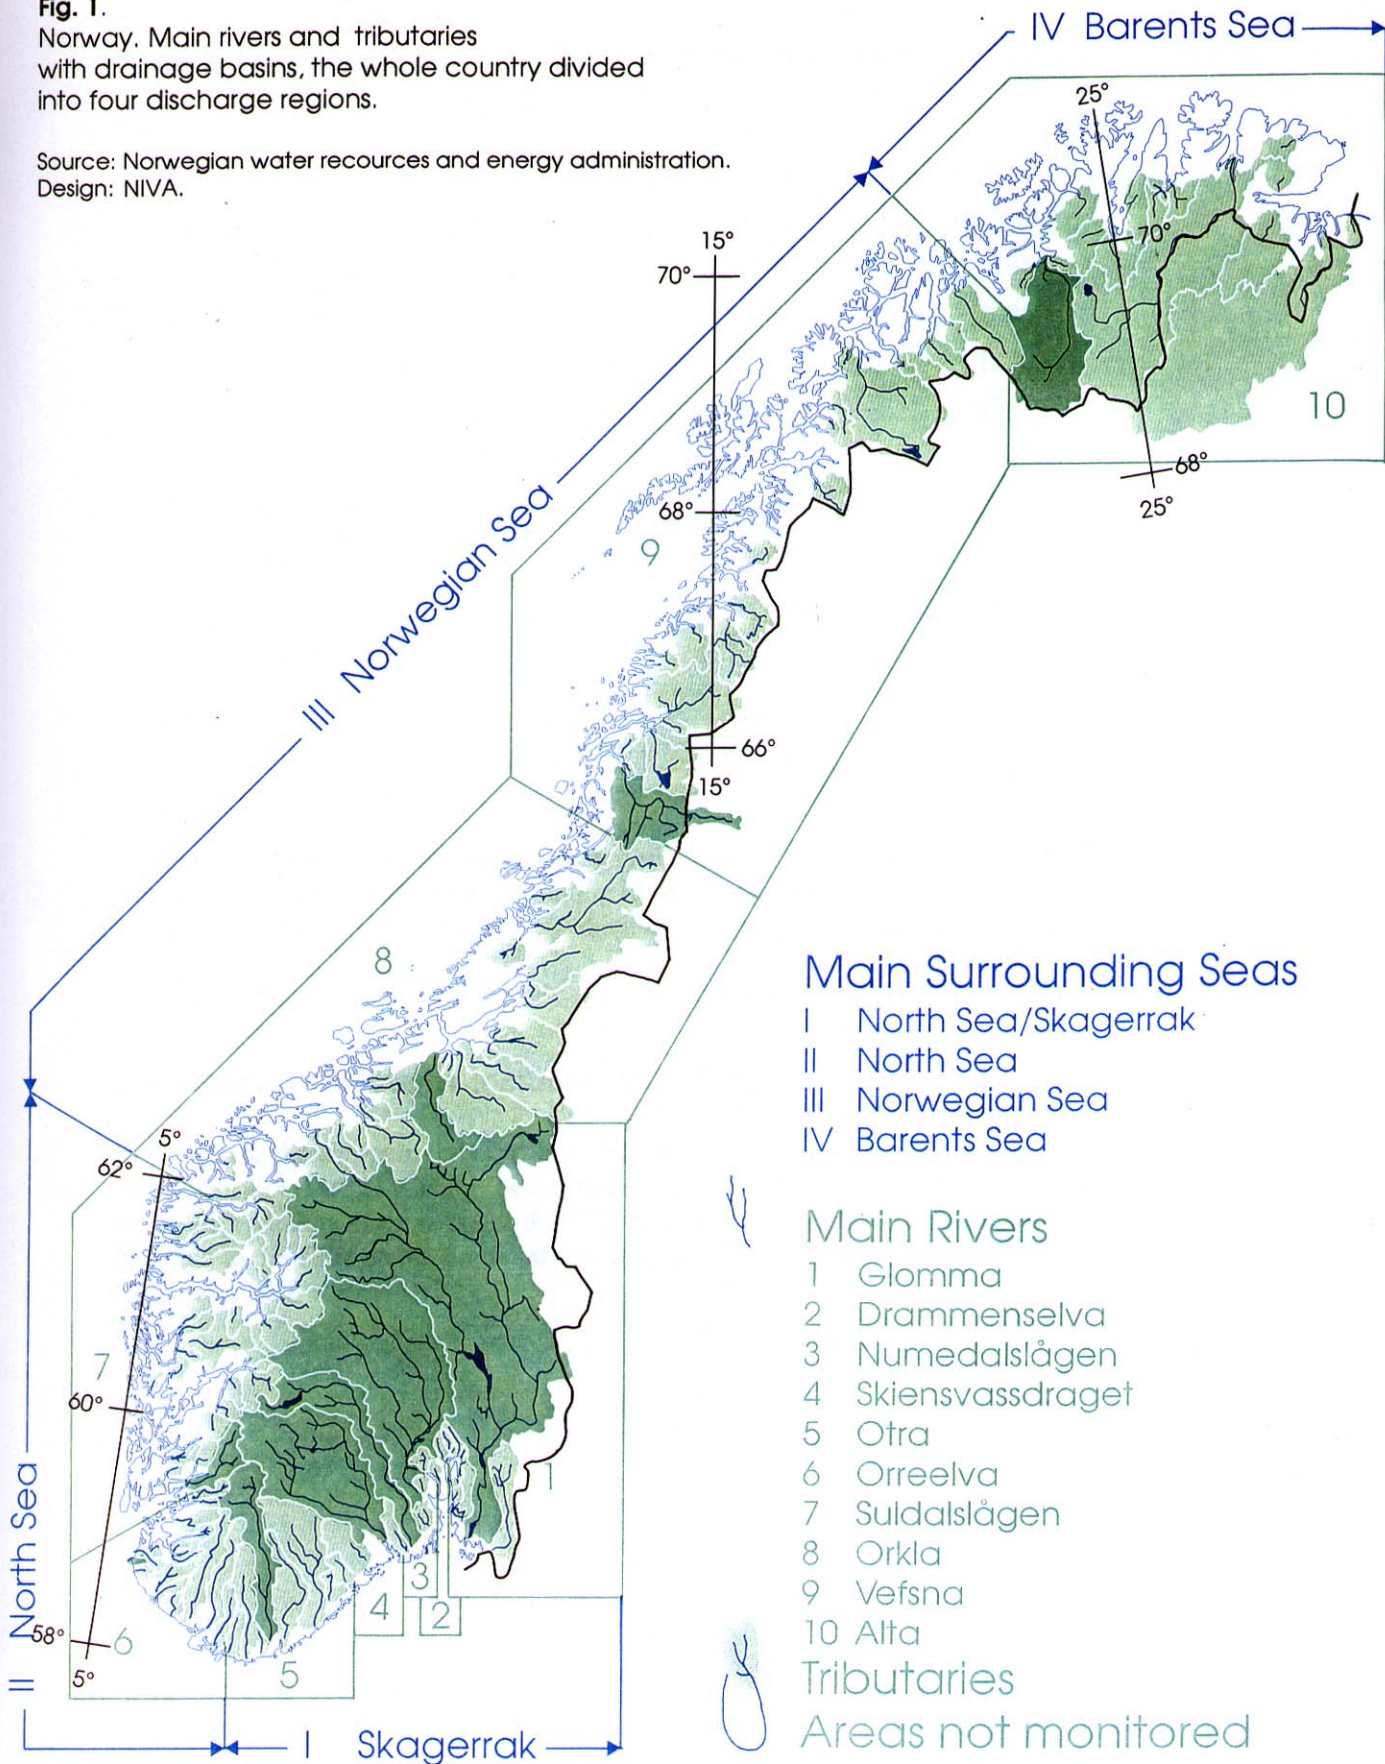 Fig. 1.
Norway. Main rivers and tributaries
with drainage basins, the whole country divided
into four discharge regions.
Source: Norwegian water recources and energy administration.
Design: NIVA.
IV Barents Sea
25°
70°
10
68°
25°
15°
70°
68°
9
66°
15°
III Norwegian Sea
8
5°
62°
7
60°
II North Sea
58°
6
5°
5
4
3
2
1
I Skagerrak
Main Surrounding Seas
I North Sea/Skagerrak
II North Sea
III Norwegian Sea
IV Barents Sea
Main Rivers
1 Glomma
2 Drammenselva
3 Numedalslågen
4 Skiensvassdraget
5 Otra
6 Orreelva
7 Suldalslågen
8 Orkla
9 Vefsna
10 Alta
Tributaries
Areas not monitored